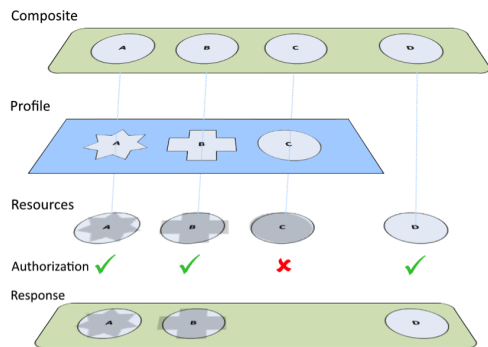 Composite
A B C D
Profile
A B C
Resources
A B C D
Authorization
Response
A B D